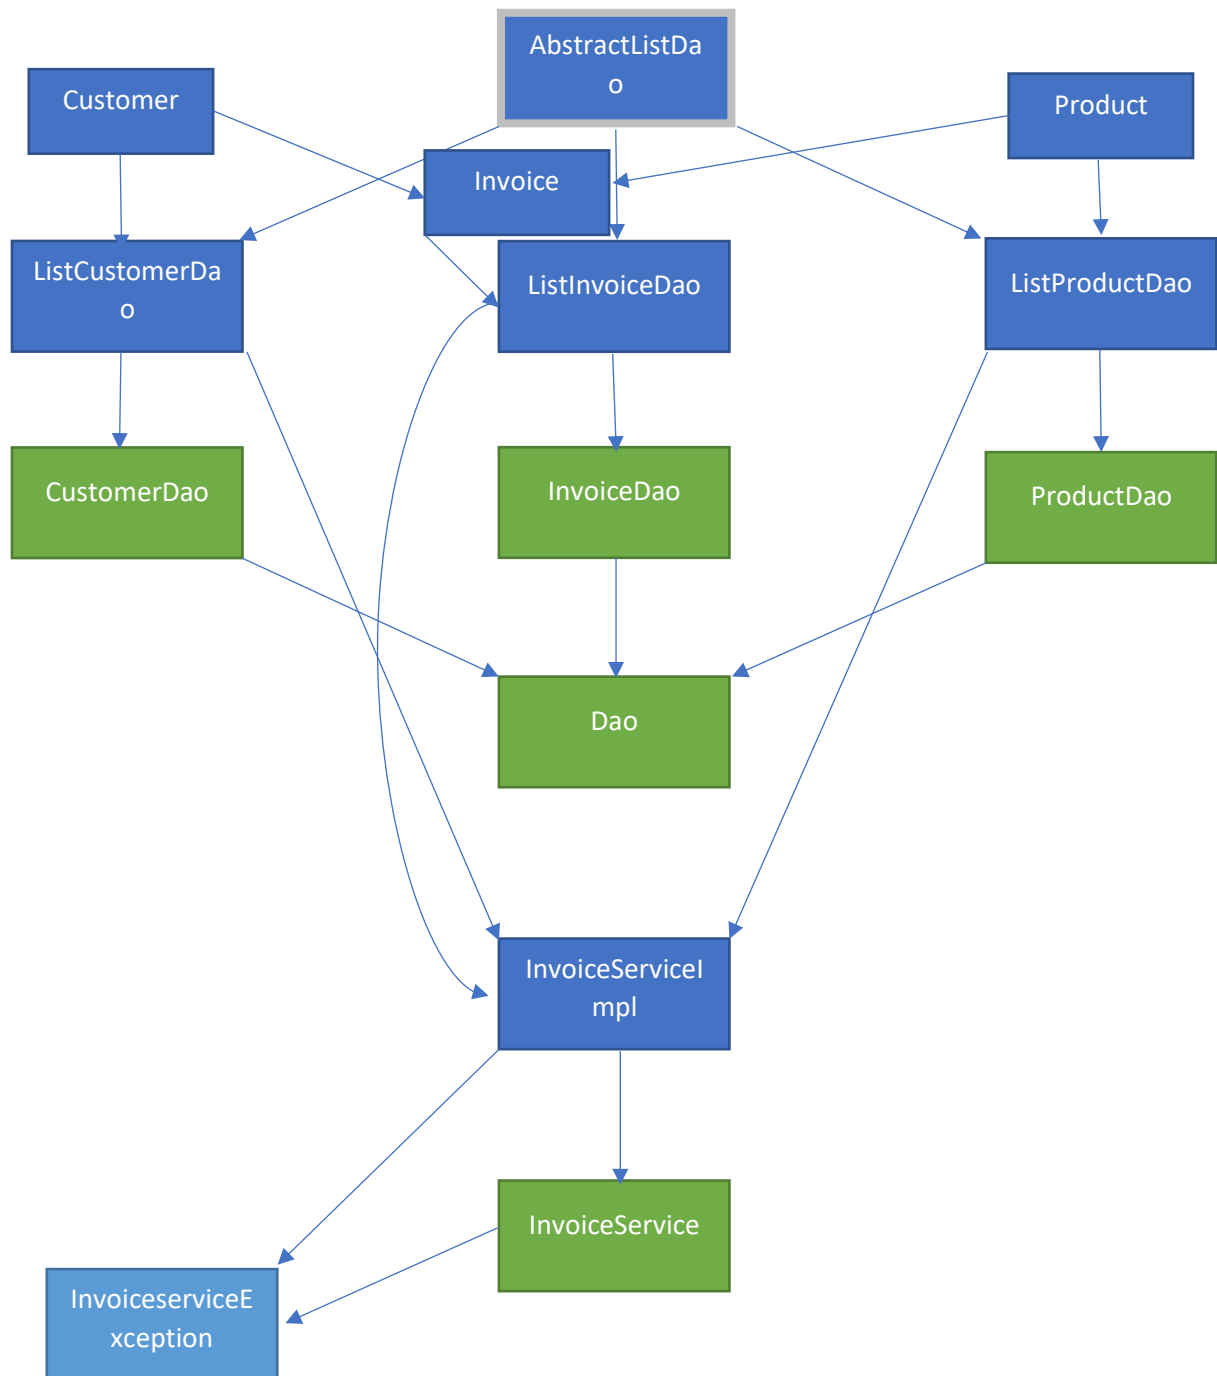 AbstractListDa
o
Customer
Product
Invoice
ListCustomerDa
o
ListInvoiceDao
ListProductDao
CustomerDao
InvoiceDao
ProductDao
Dao
InvoiceServiceI
mpl
InvoiceService
InvoiceserviceE
xception